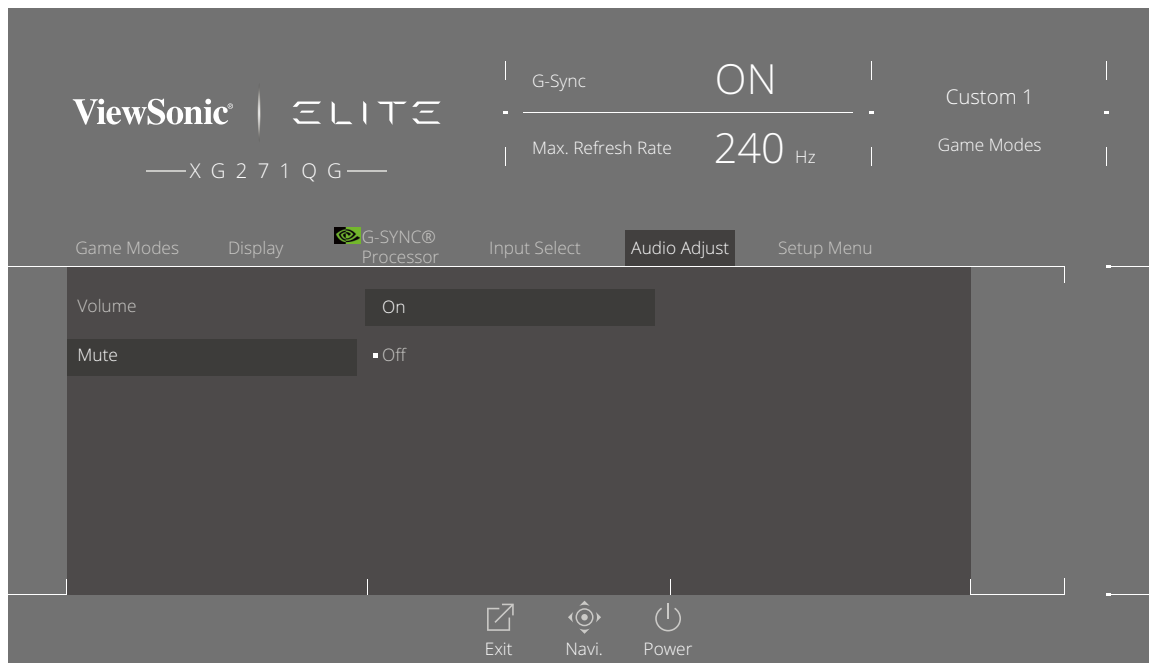 ViewSonic® ELITE
XG271QG
G-Sync ON
Max. Refresh Rate 240 Hz
Custom 1
Game Modes
Game Modes Display G-SYNC® Processor Input Select Audio Adjust Setup Menu
Volume On
Mute Off
Exit Navi. Power